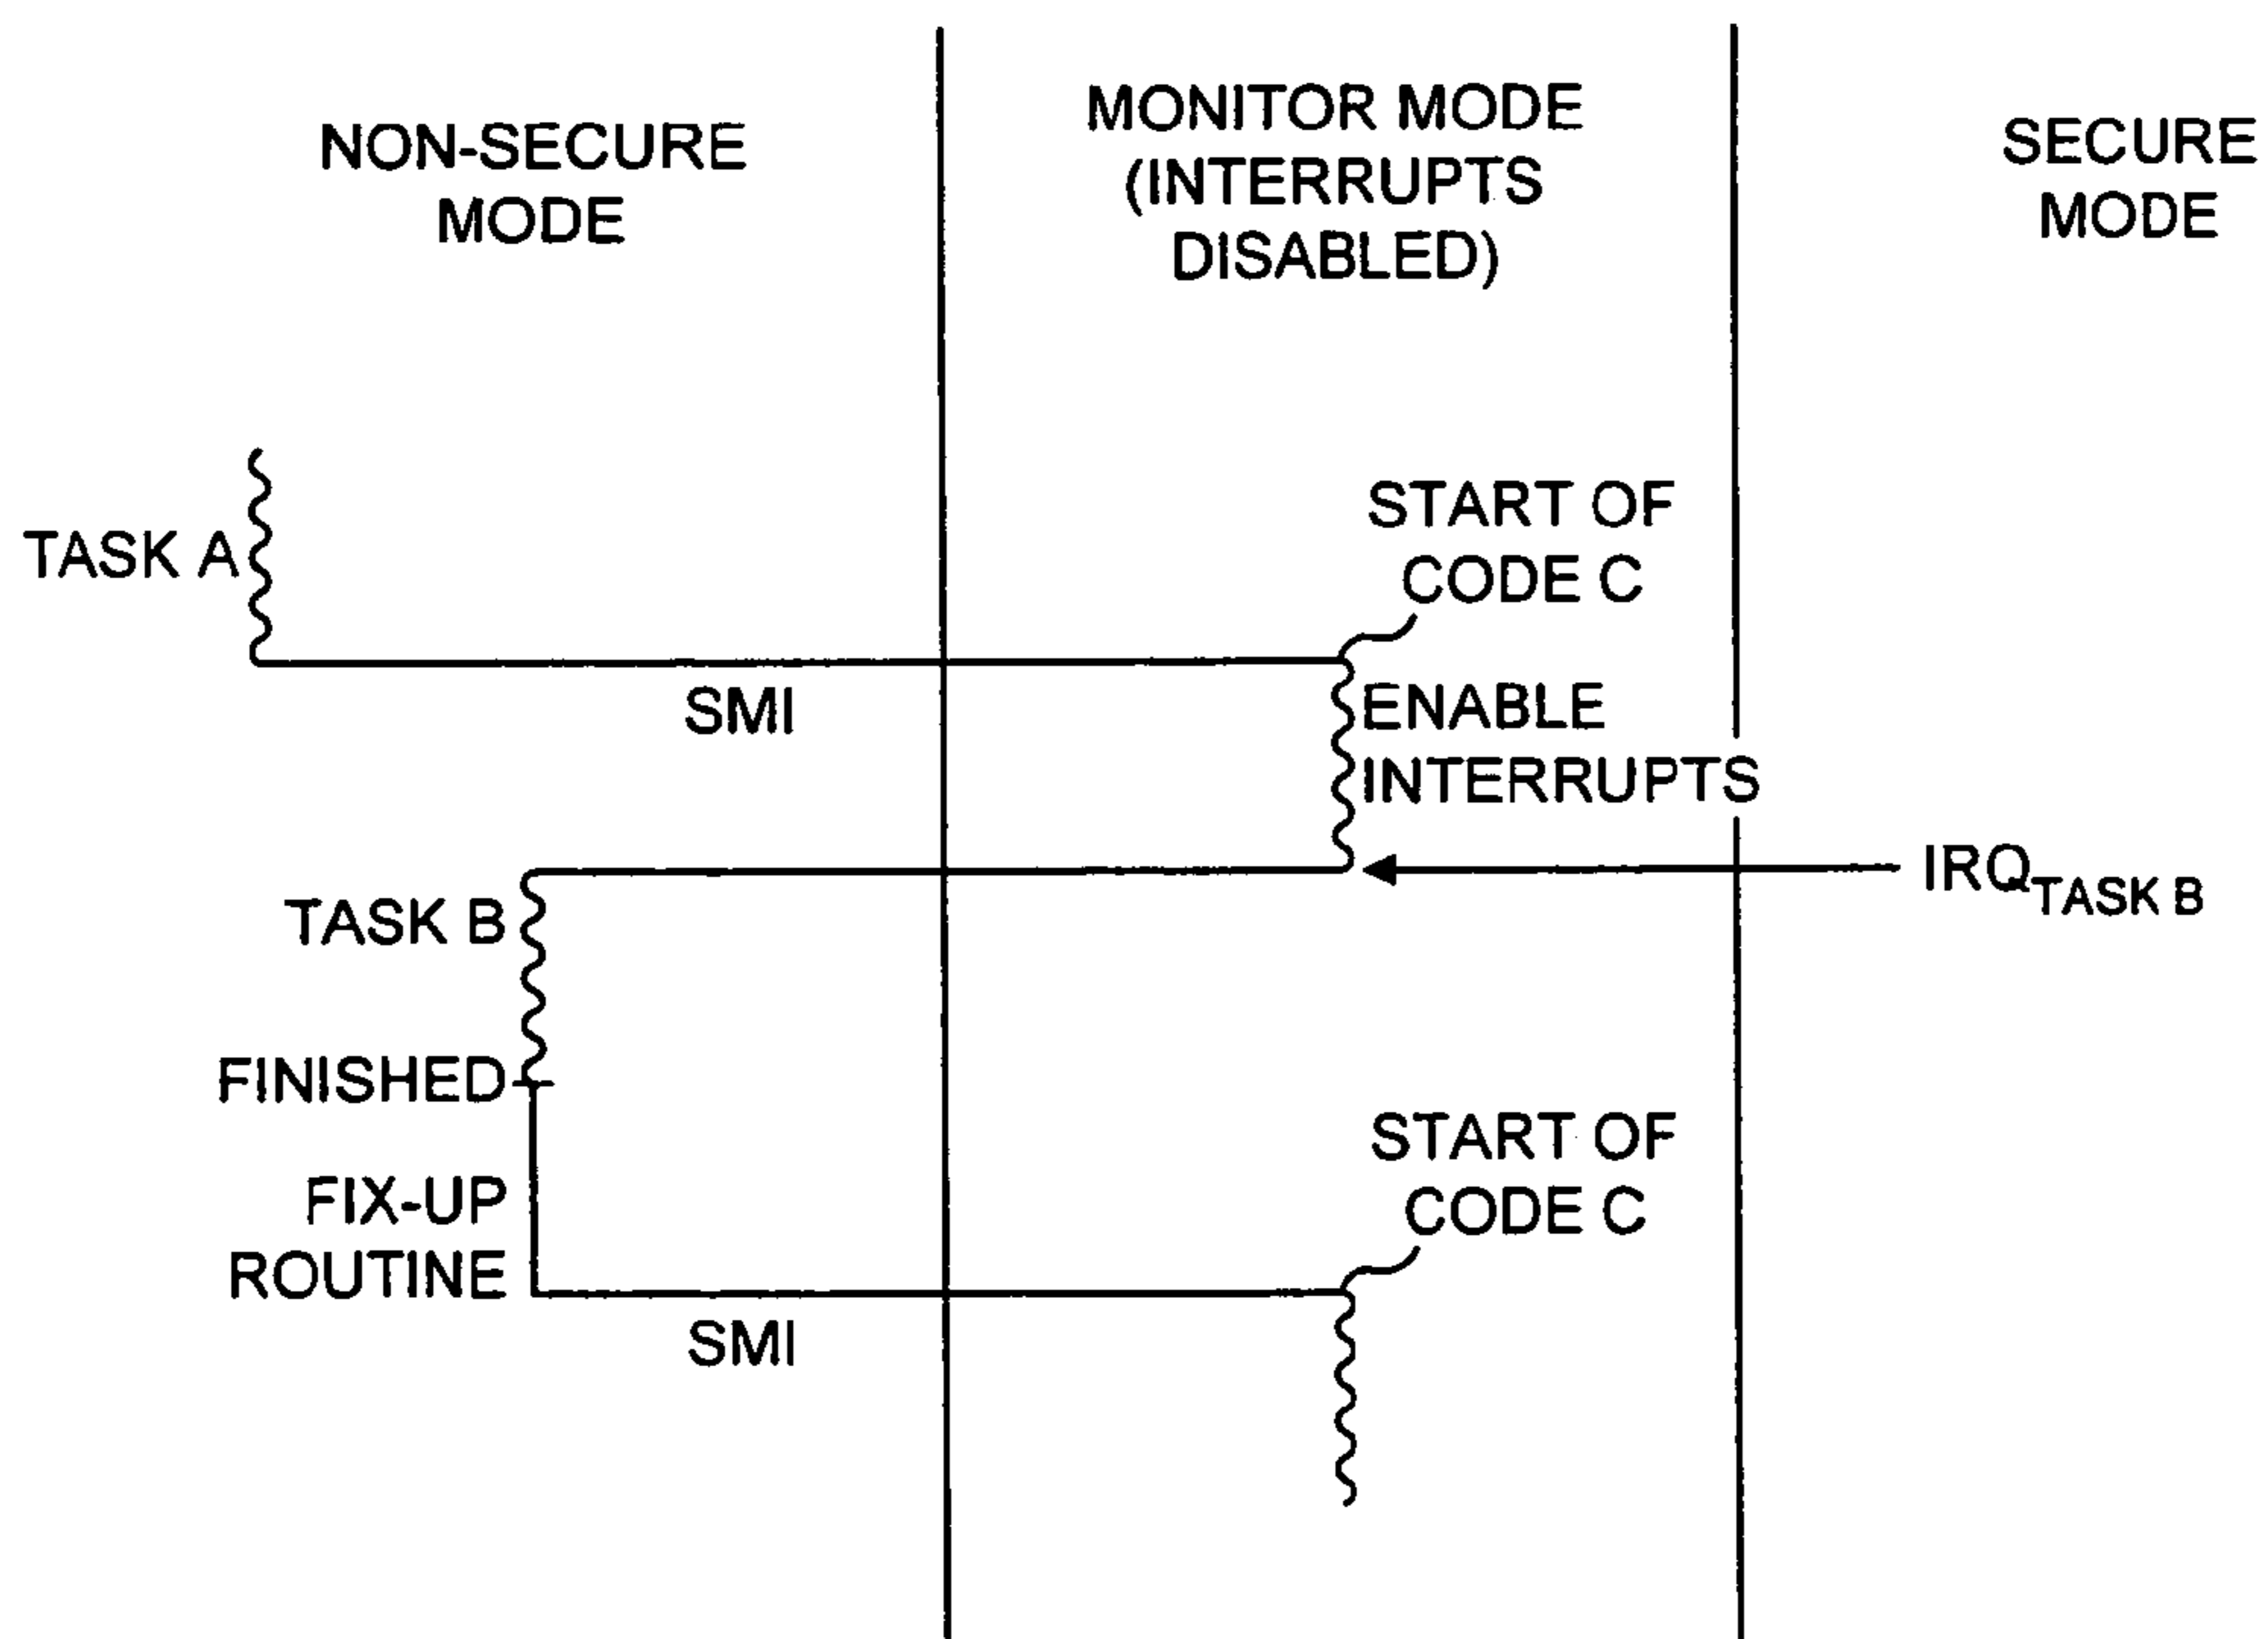 NON-SECURE
MODE
MONITOR MODE
(INTERRUPTS
DISABLED)
SECURE
MODE
TASK A
START OF
CODE C
SMI
ENABLE
INTERRUPTS
IRQTASK B
TASK B
FINISHED
FIX-UP
ROUTINE
START OF
CODE C
SMI